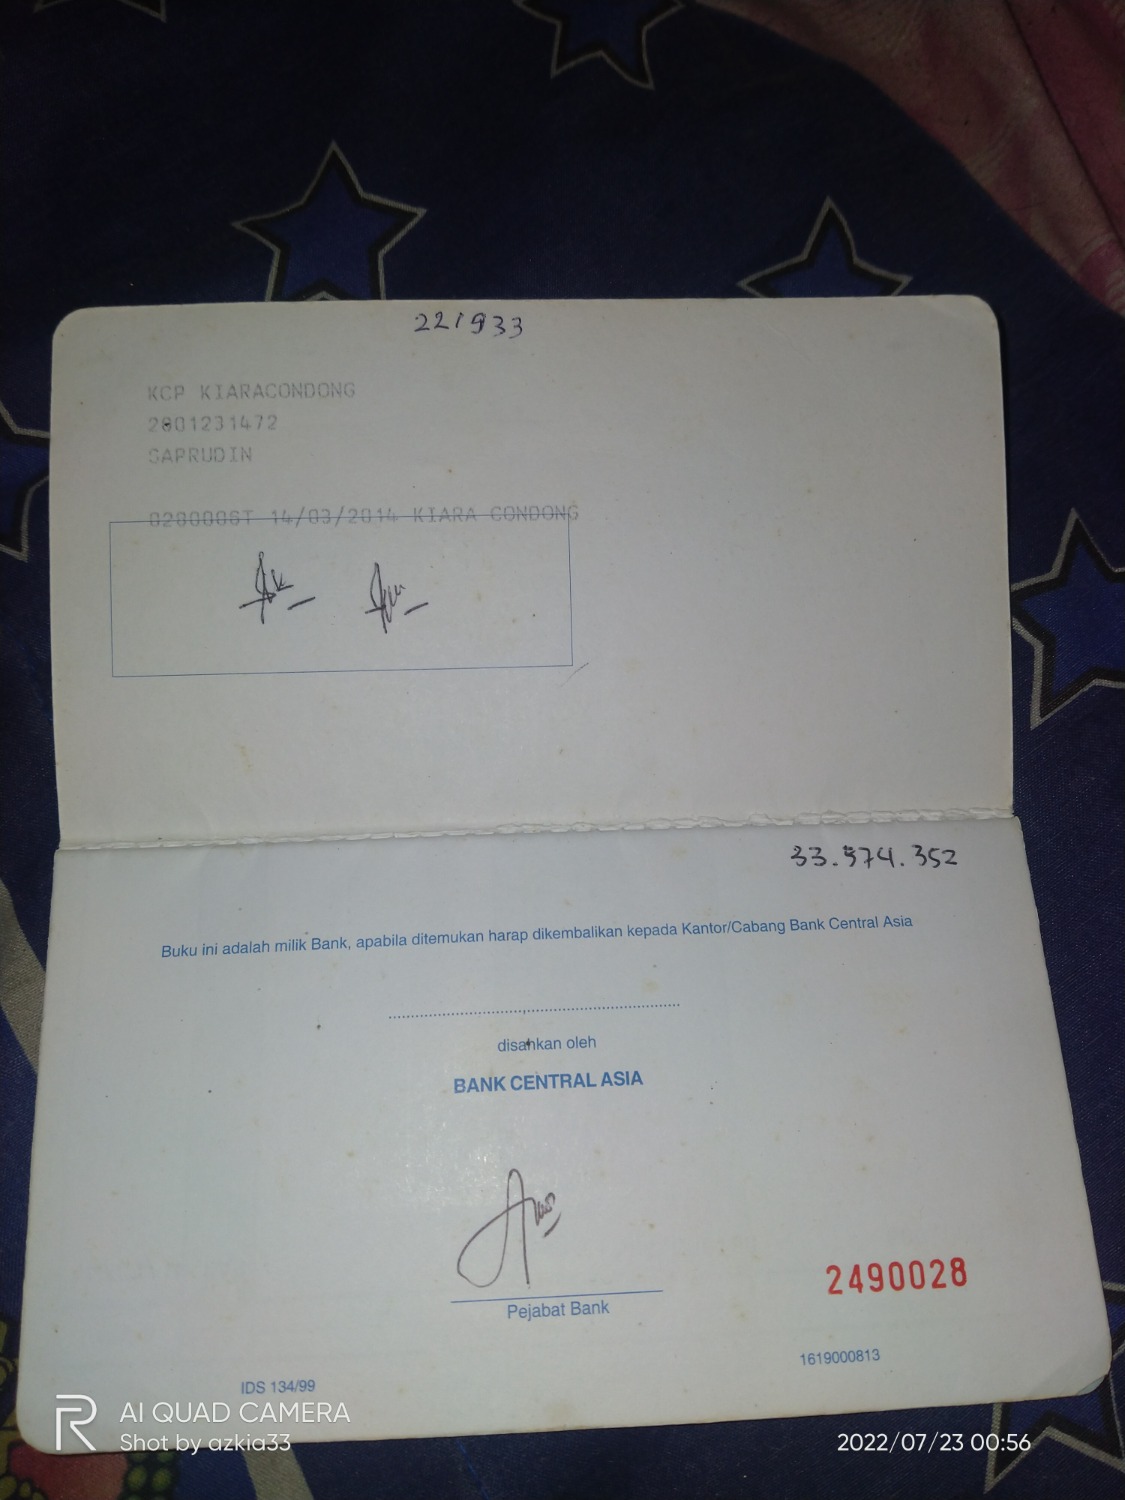 221933
KCP KIARACONDONG
2801231472
SAPRUDIN
0280006T 14/03/2014 KIARA CONDONG
33.974.352
Buku ini adalah milik Bank, apabila ditemukan harap dikembalikan kepada Kantor/Cabang Bank Central Asia
disahkan oleh
BANK CENTRAL ASIA
Pejabat Bank
2490028
1619000813
IDS 134/99
AI QUAD CAMERA
Shot by azkia33
2022/07/23 00:56